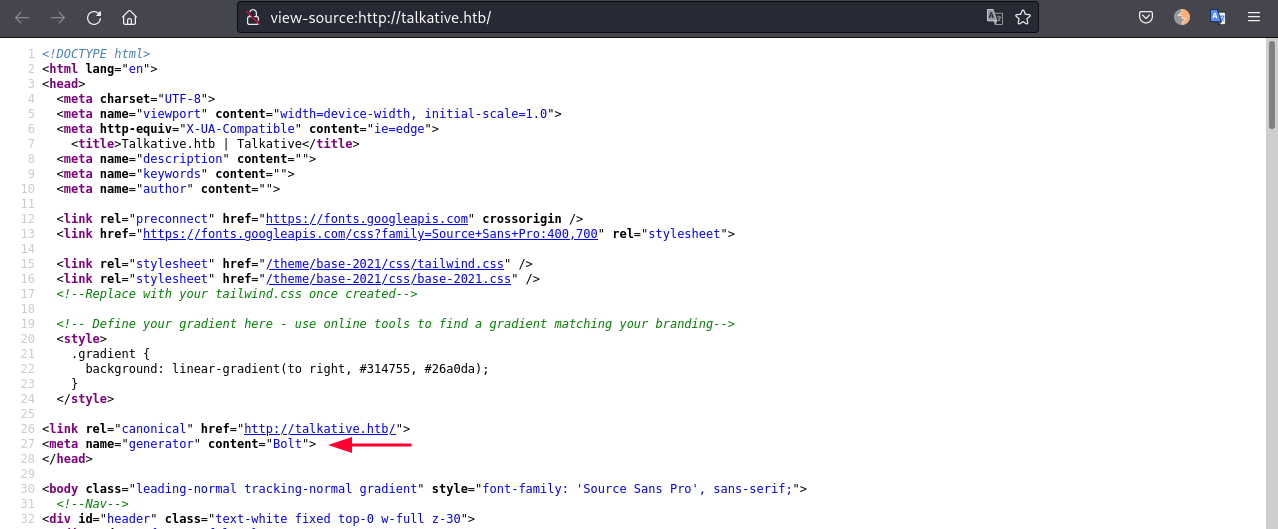 view-source:http://talkative.htb/
1 <!DOCTYPE html>
2 <html lang="en">
3 <head>
4   <meta charset="UTF-8">
5   <meta name="viewport" content="width=device-width, initial-scale=1.0">
6   <meta http-equiv="X-UA-Compatible" content="ie=edge">
7     <title>Talkative.htb | Talkative</title>
8   <meta name="description" content="">
9   <meta name="keywords" content="">
10   <meta name="author" content="">
11
12   <link rel="preconnect" href="https://fonts.googleapis.com" crossorigin />
13   <link href="https://fonts.googleapis.com/css?family=Source+Sans+Pro:400,700" rel="stylesheet">
14
15   <link rel="stylesheet" href="/theme/base-2021/css/tailwind.css" />
16   <link rel="stylesheet" href="/theme/base-2021/css/base-2021.css" />
17   <!--Replace with your tailwind.css once created-->
18
19   <!-- Define your gradient here - use online tools to find a gradient matching your branding-->
20   <style>
21     .gradient {
22       background: linear-gradient(to right, #314755, #26a0da);
23     }
24   </style>
25
26 <link rel="canonical" href="http://talkative.htb/">
27 <meta name="generator" content="Bolt">
28 </head>
29
30 <body class="leading-normal tracking-normal gradient" style="font-family: 'Source Sans Pro', sans-serif;">
31   <!--Nav-->
32 <div id="header" class="text-white fixed top-0 w-full z-30">